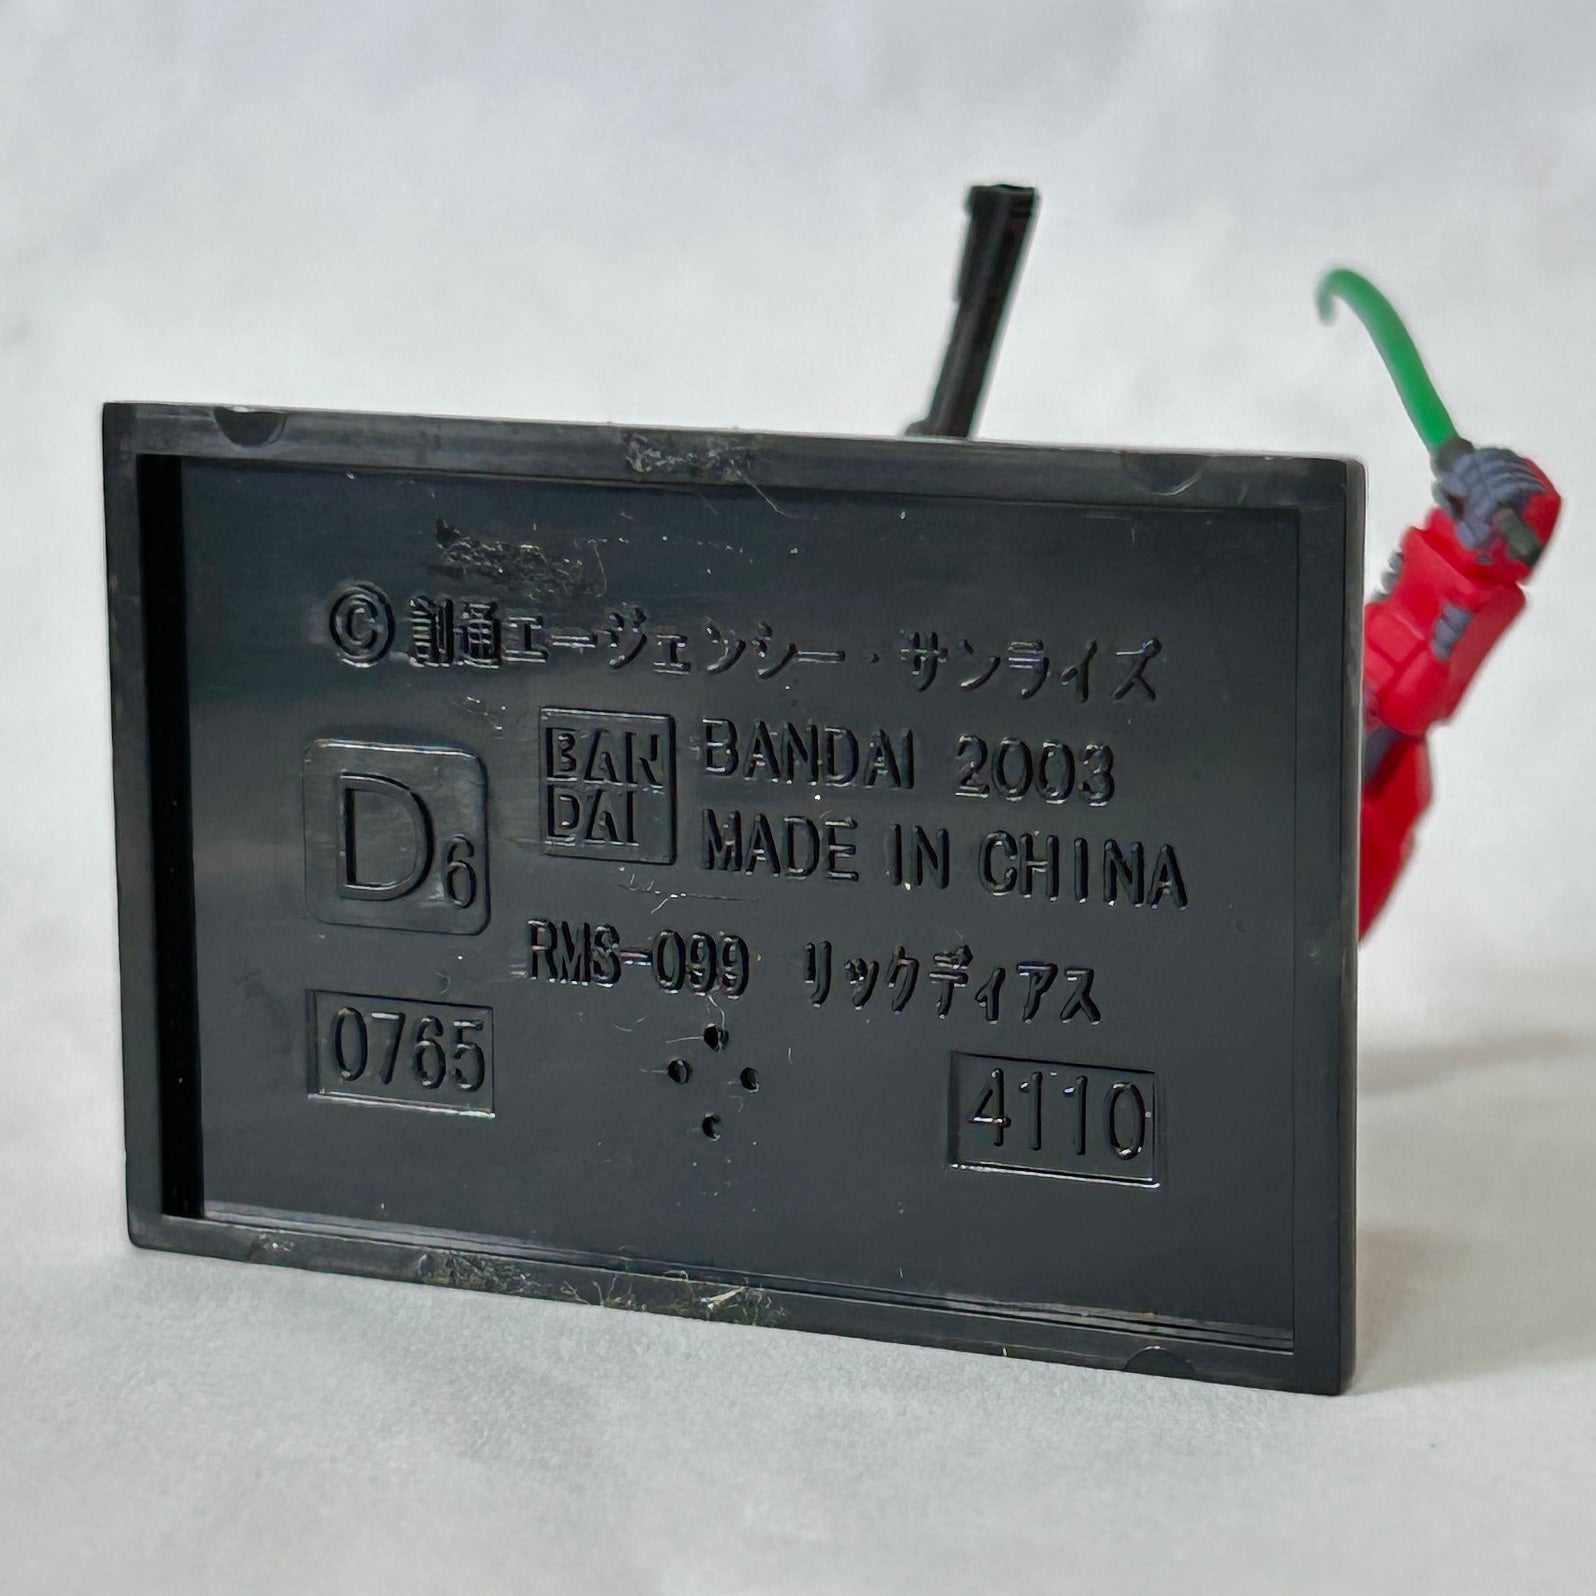 ©創通エージェンシー・サンライズ
BAN
DAI
BANDAI 2003
MADE IN CHINA
D6
RMS-099 リックディアス
0765
4110